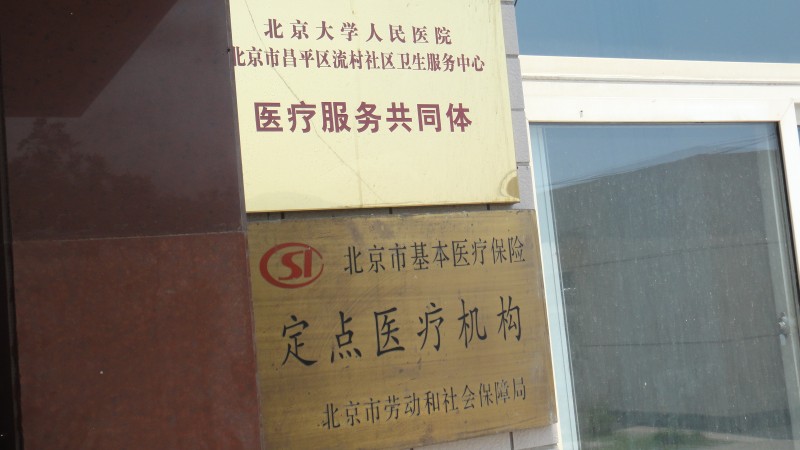 北京大学人民医院
北京市昌平区流村社区卫生服务中心
医疗服务共同体
CSI 北京市基本医疗保险
定点医疗机构
北京市劳动和社会保障局